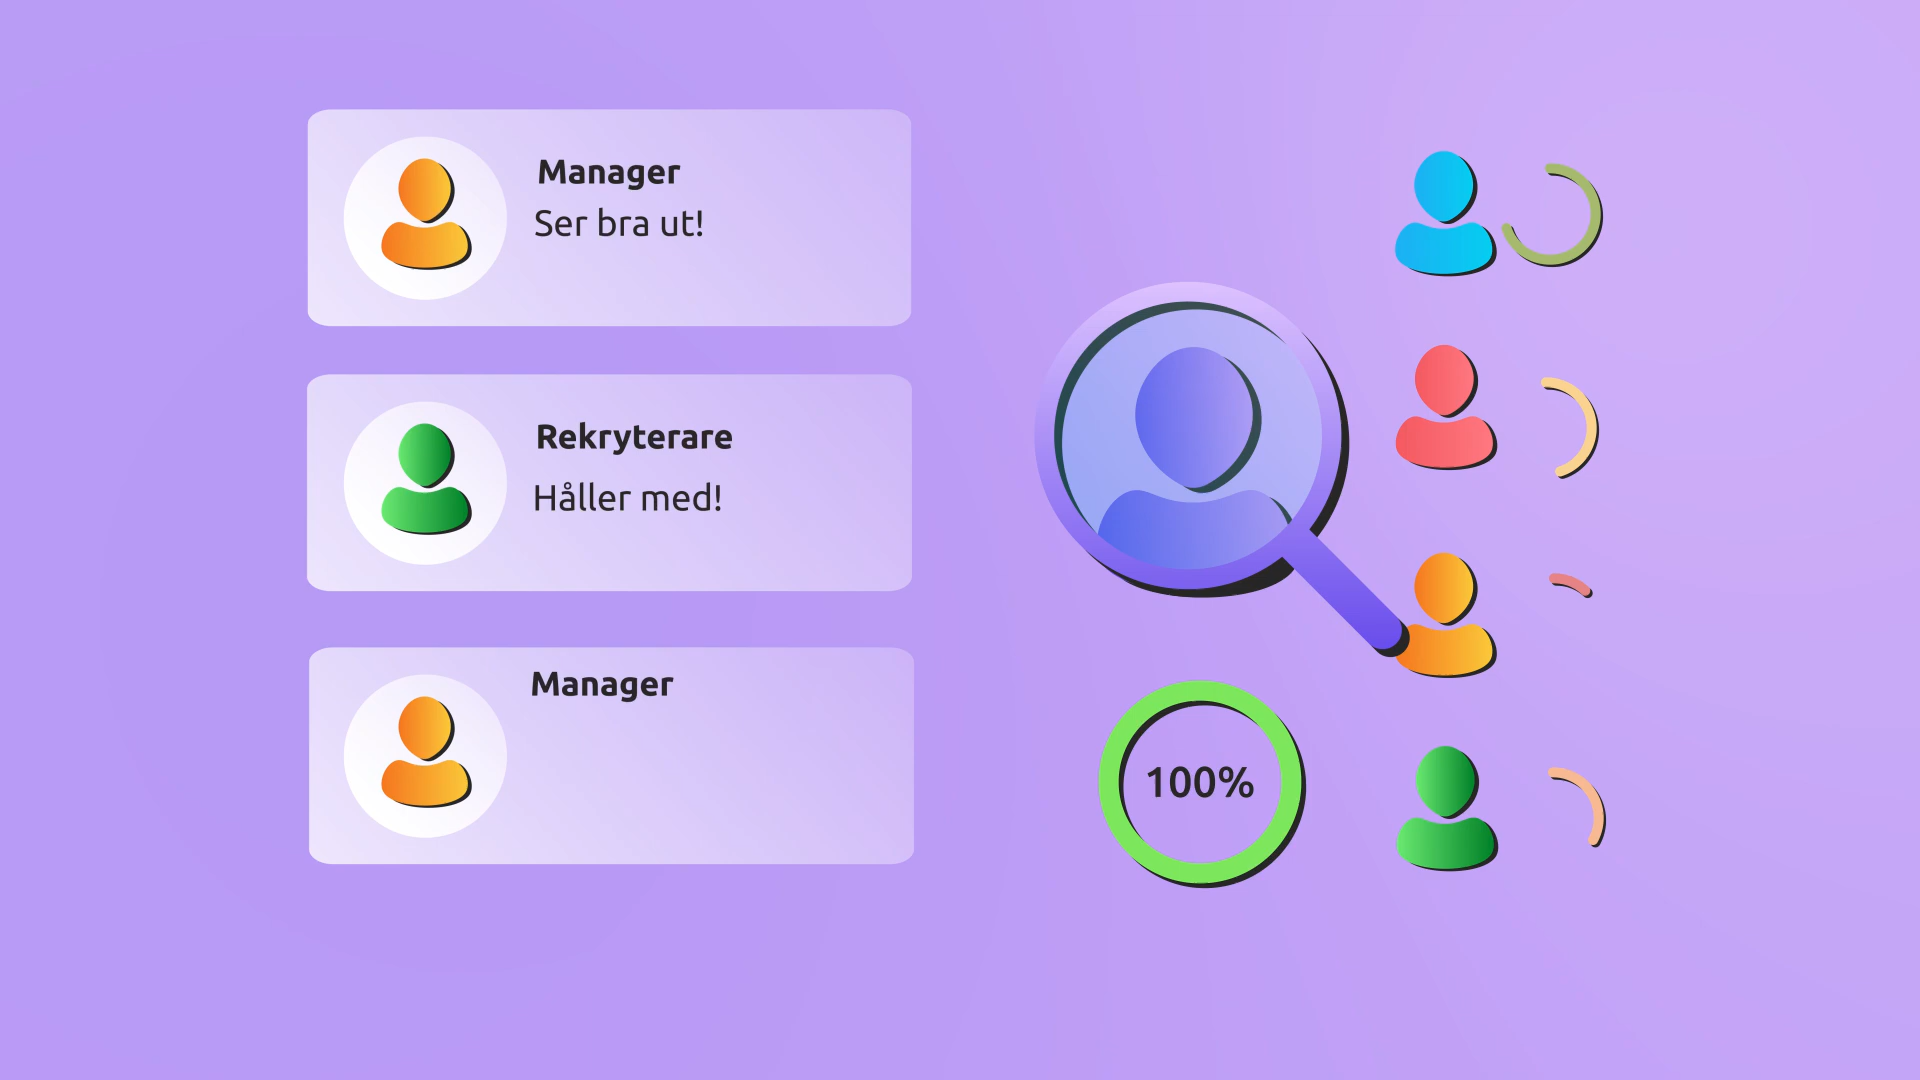 Manager
Ser bra ut!
Rekryterare
Håller med!
Manager
100%